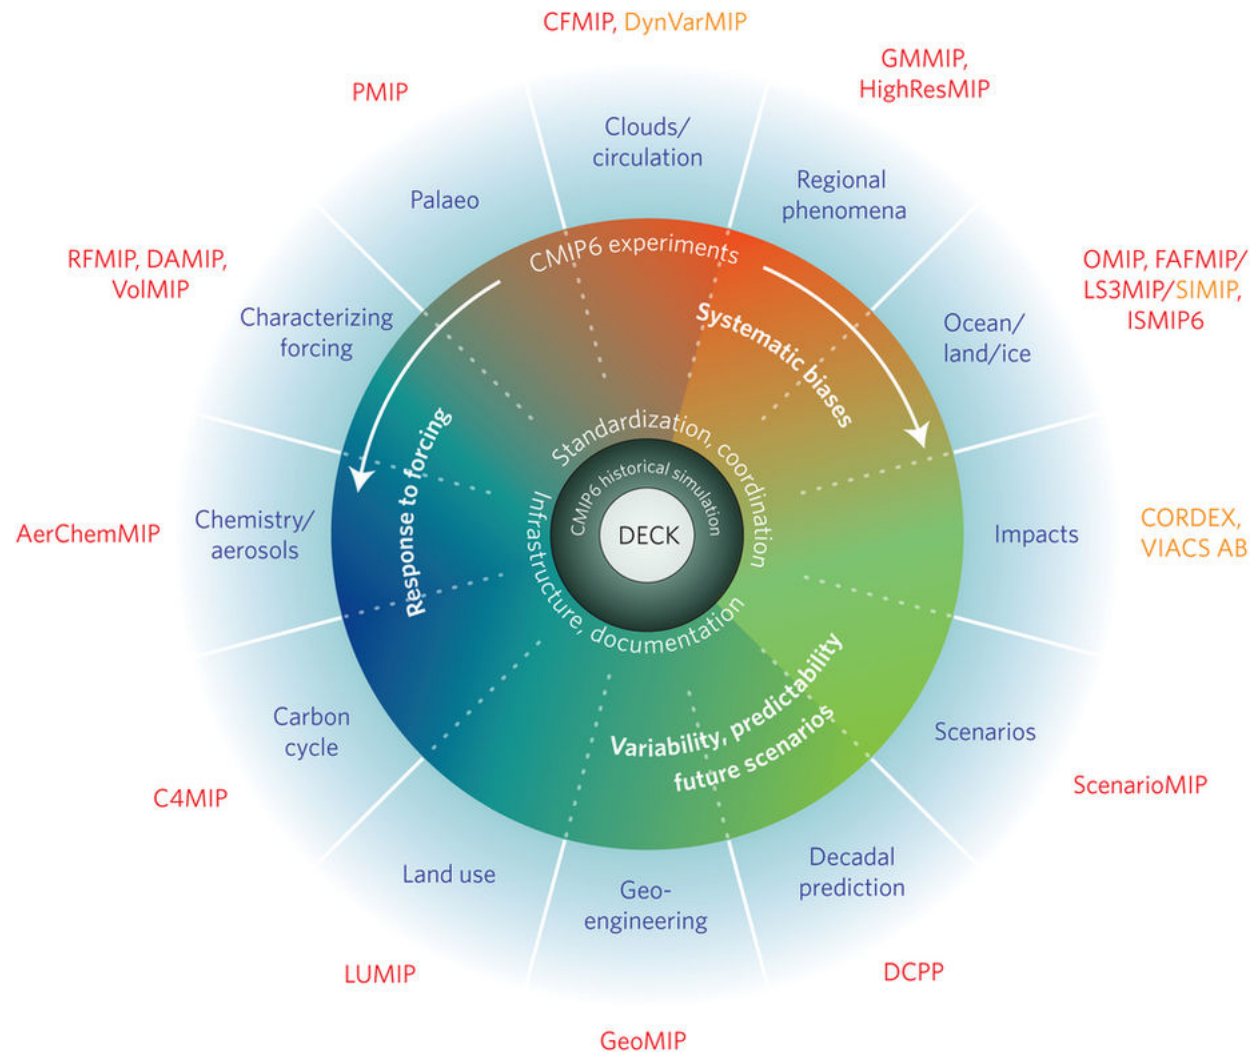 CFMIP, DynVarMIP
GMMIP,
HighResMIP
PMIP
Clouds/
circulation
Regional
phenomena
Palaeo
CMIP6 experiments
RFMIP, DAMIP,
VolMIP
OMIP, FAFMIP/
LS3MIP/SIMIP,
ISMIP6
Characterizing
forcing
Systematic biases
Ocean/
land/ice
Response to forcing
Standardization, coordination
CMIP6 historical simulation
DECK
Infrastructure, documentation
AerChemMIP
Chemistry/
aerosols
Impacts
CORDEX,
VIACS AB
Variability, predictability
future scenarios
Carbon
cycle
Scenarios
C4MIP
ScenarioMIP
Land use
Geo-
engineering
Decadal
prediction
LUMIP
DCPP
GeoMIP